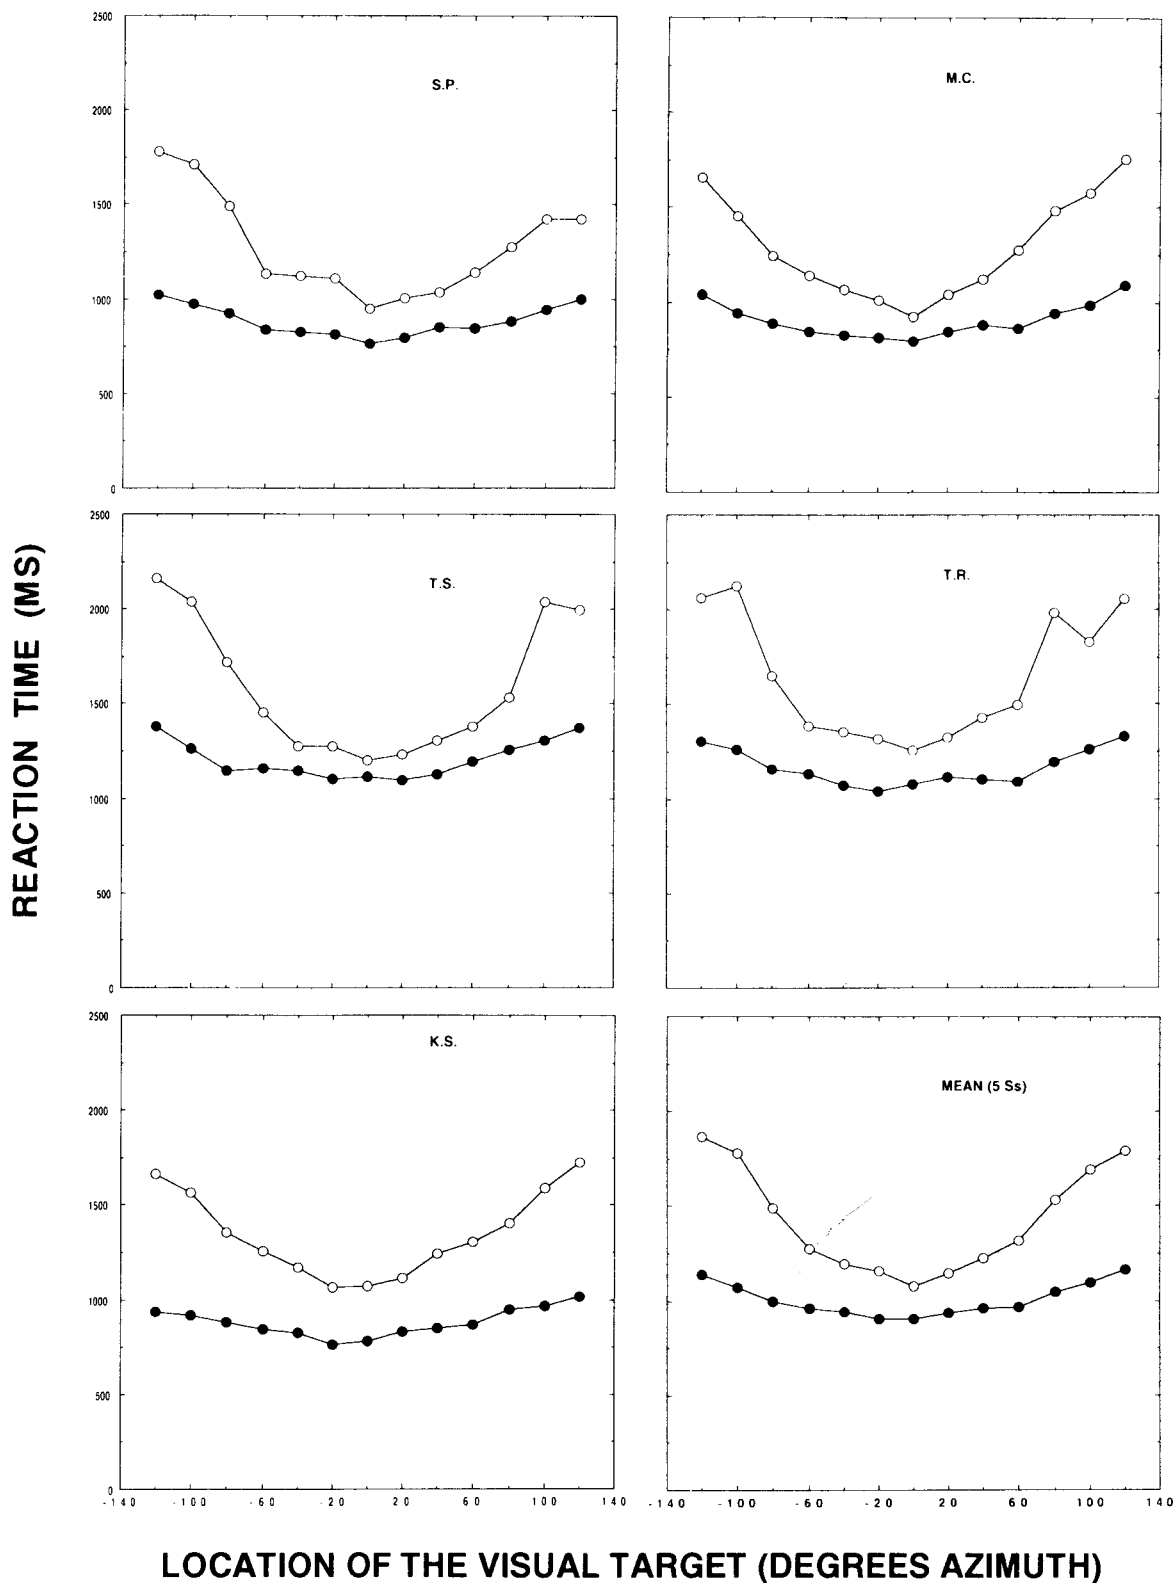 S.P.
M.C.
2500
2000
1500
1000
500
0
T.S.
T.R.
2500
2000
1500
1000
500
0
K.S.
MEAN (5 Ss)
2500
2000
1500
1000
500
0
-140 -100 -60 -20 20 60 100 140
-140 -100 -60 -20 20 60 100 140
REACTION TIME (MS)
LOCATION OF THE VISUAL TARGET (DEGREES AZIMUTH)